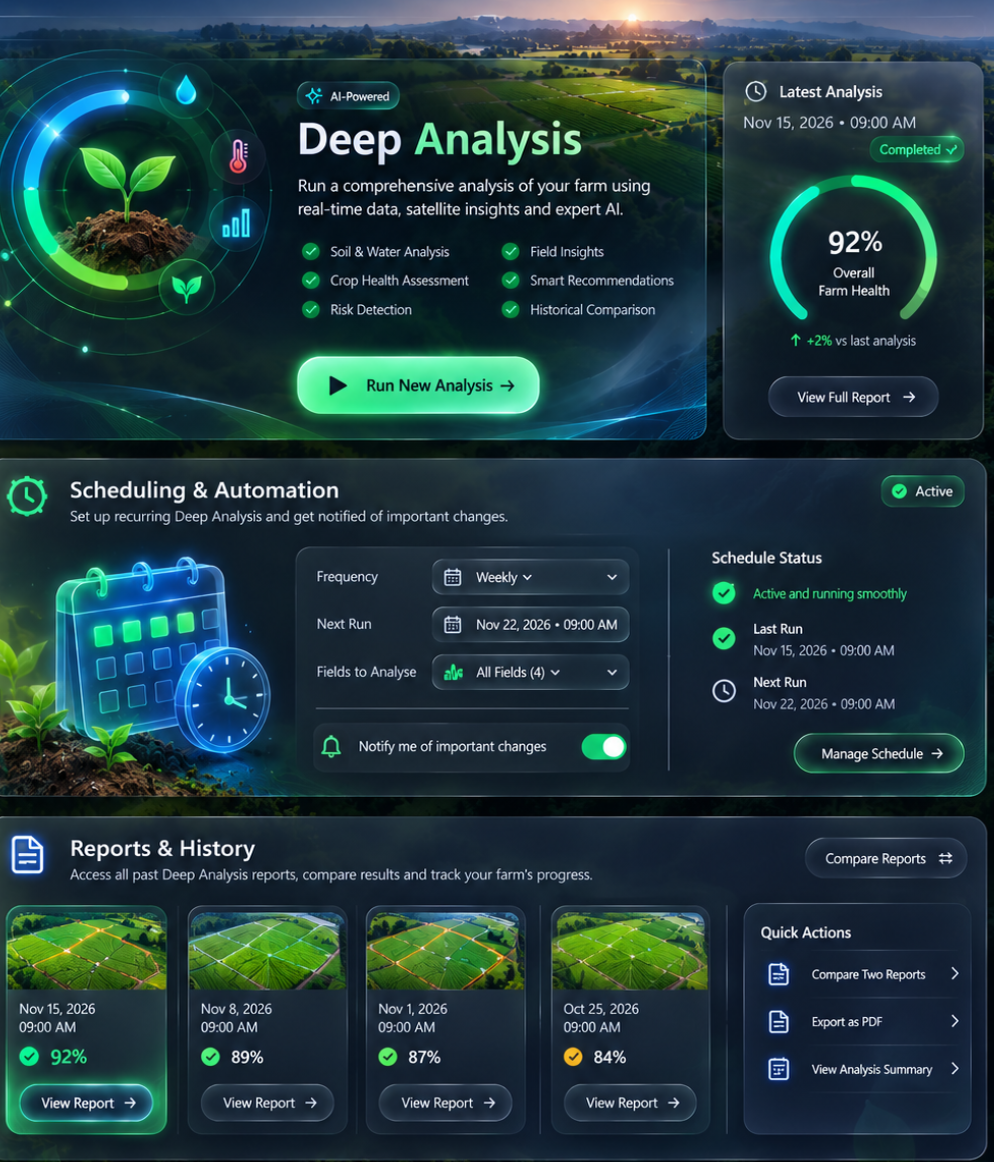 AI-Powered
Deep Analysis
Run a comprehensive analysis of your farm using
real-time data, satellite insights and expert AI.
Soil & Water Analysis
Field Insights
Crop Health Assessment
Smart Recommendations
Risk Detection
Historical Comparison
Run New Analysis →
Latest Analysis
Nov 15, 2026 • 09:00 AM
Completed ✓
92%
Overall
Farm Health
↑ +2% vs last analysis
View Full Report →
Scheduling & Automation
Set up recurring Deep Analysis and get notified of important changes.
Active
Frequency
Weekly
Next Run
Nov 22, 2026 • 09:00 AM
Fields to Analyse
All Fields (4)
Notify me of important changes
Schedule Status
Active and running smoothly
Last Run
Nov 15, 2026 • 09:00 AM
Next Run
Nov 22, 2026 • 09:00 AM
Manage Schedule →
Reports & History
Access all past Deep Analysis reports, compare results and track your farm's progress.
Compare Reports
Nov 15, 2026
09:00 AM
92%
View Report →
Nov 8, 2026
09:00 AM
89%
View Report →
Nov 1, 2026
09:00 AM
87%
View Report →
Oct 25, 2026
09:00 AM
84%
View Report →
Quick Actions
Compare Two Reports
Export as PDF
View Analysis Summary